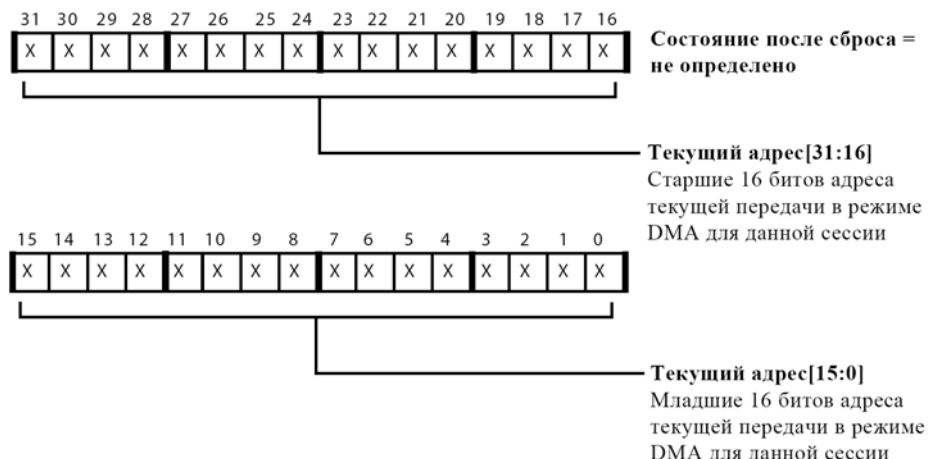 31 30 29 28 27 26 25 24 23 22 21 20 19 18 17 16
X X X X X X X X X X X X X X X X
Состояние после сброса =
не определено
Текущий адрес[31:16]
Старшие 16 битов адреса
текущей передачи в режиме
DMA для данной сессии
15 14 13 12 11 10 9 8 7 6 5 4 3 2 1 0
X X X X X X X X X X X X X X X X
Текущий адрес[15:0]
Младшие 16 битов адреса
текущей передачи в режиме
DMA для данной сессии